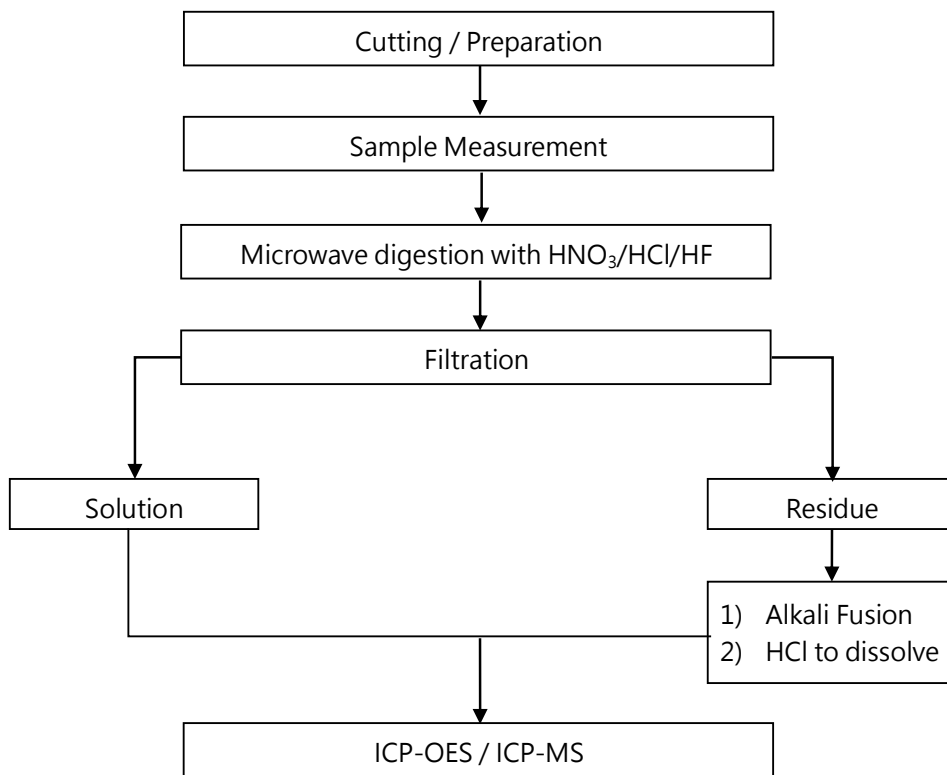 Cutting / Preparation
Sample Measurement
Microwave digestion with HNO₃/HCl/HF
Filtration
Solution
Residue
1) Alkali Fusion
2) HCl to dissolve
ICP-OES / ICP-MS